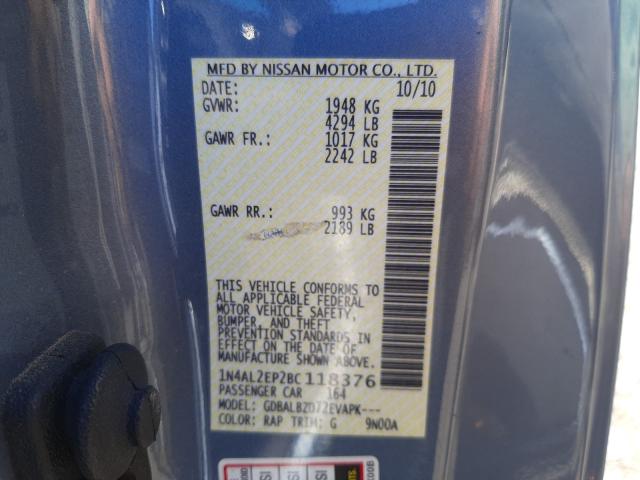 MFD BY NISSAN MOTOR CO., LTD.
DATE: 10/10
GVWR: 1948 KG
4294 LB
GAWR FR.: 1017 KG
2242 LB
GAWR RR.: 993 KG
2189 LB
THIS VEHICLE CONFORMS TO
ALL APPLICABLE FEDERAL
MOTOR VEHICLE SAFETY,
BUMPER, AND THEFT
PREVENTION STANDARDS IN
EFFECT ON THE DATE OF
MANUFACTURE SHOWN ABOVE.
1N4AL2EP2BC118376
PASSENGER CAR 164
MODEL: GDBALB2D72EVAPK---
COLOR: RAP TRIM: G 9N00A